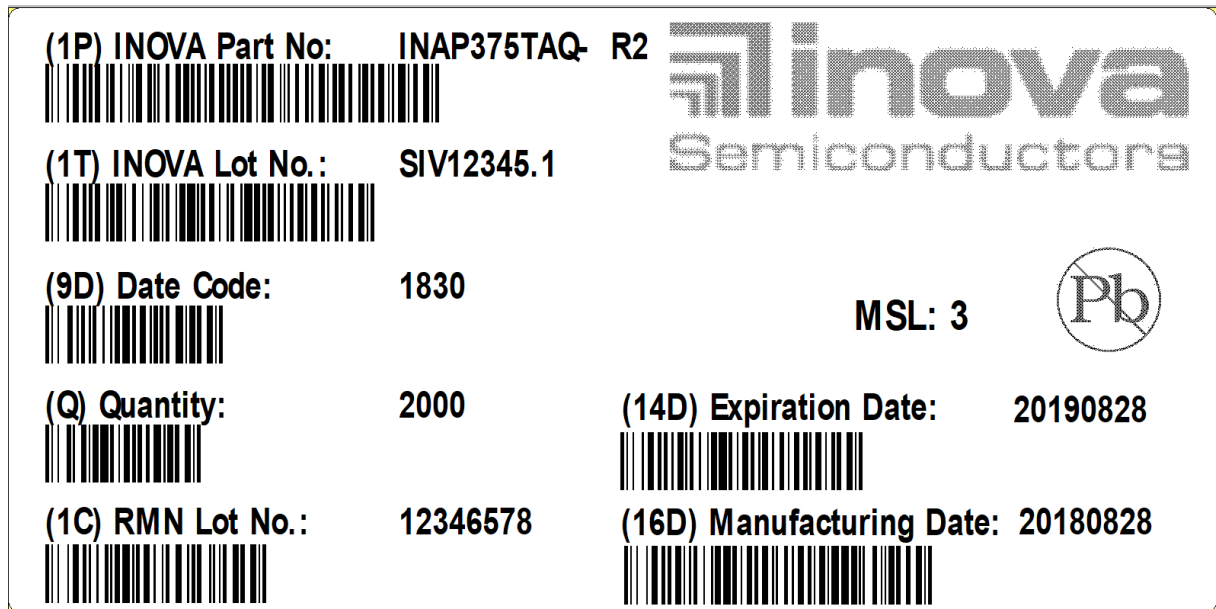 (1P) INOVA Part No: INAP375TAQ- R2
inova
Semiconductors
(1T) INOVA Lot No.: SIV12345.1
(9D) Date Code: 1830
MSL: 3
Pb
(Q) Quantity: 2000
(14D) Expiration Date: 20190828
(1C) RMN Lot No.: 12346578
(16D) Manufacturing Date: 20180828